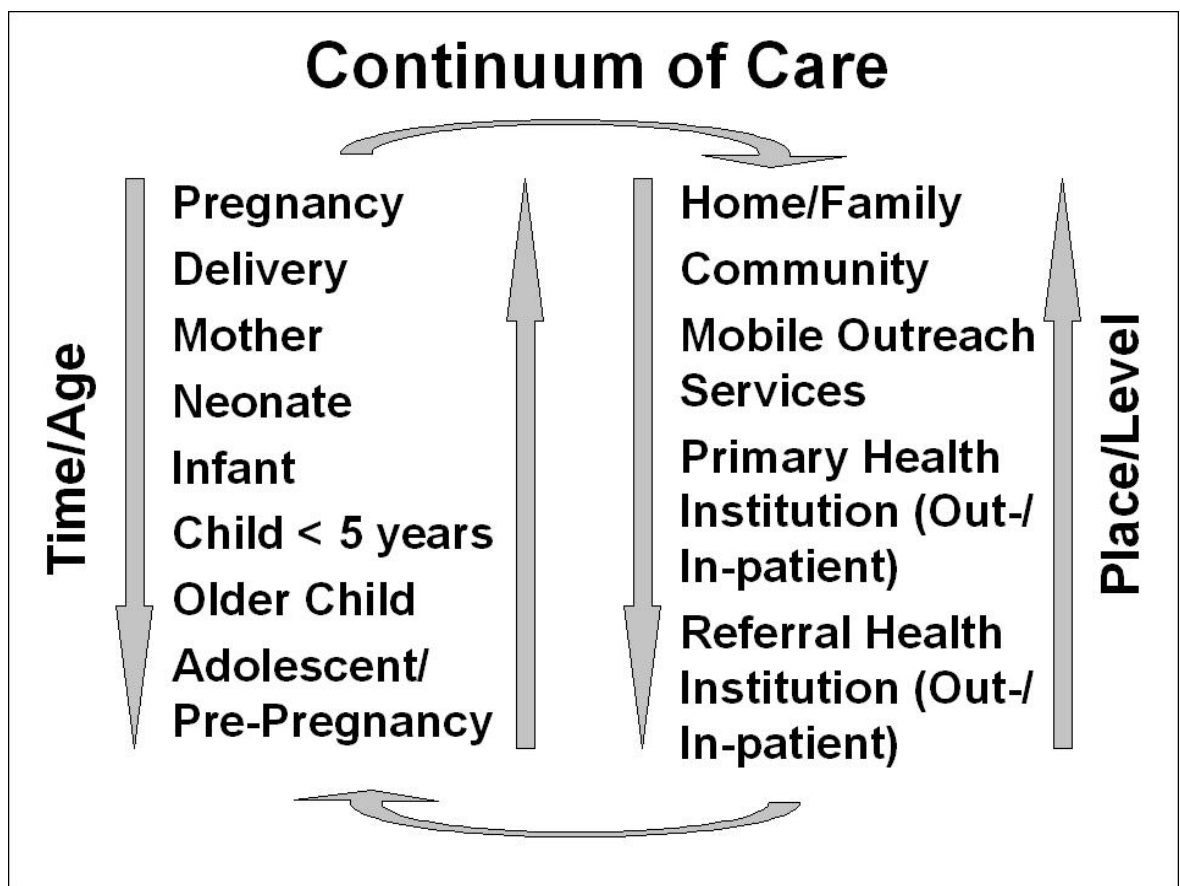 Continuum of Care
Time/Age
Pregnancy
Delivery
Mother
Neonate
Infant
Child < 5 years
Older Child
Adolescent/
Pre-Pregnancy
Home/Family
Community
Mobile Outreach
Services
Primary Health
Institution (Out-/
In-patient)
Referral Health
Institution (Out-/
In-patient)
Place/Level